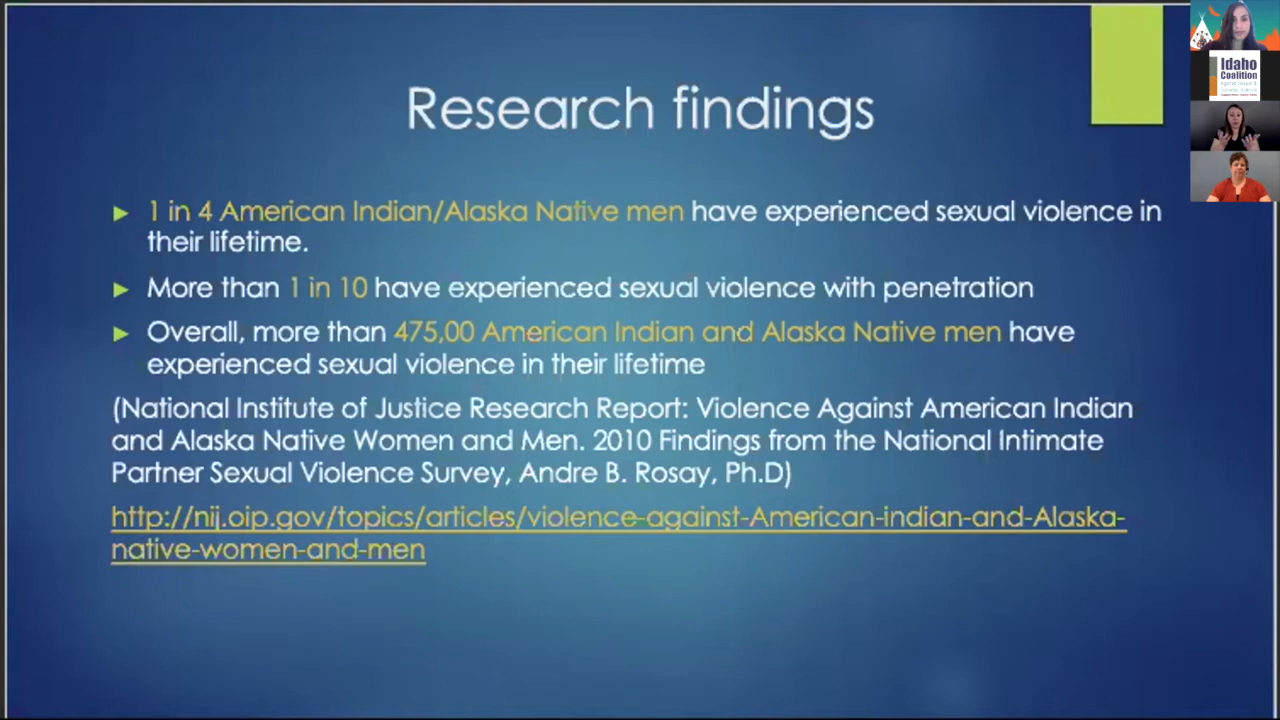 Research findings
1 in 4 American Indian/Alaska Native men have experienced sexual violence in
their lifetime.
More than 1 in 10 have experienced sexual violence with penetration
Overall, more than 475,00 American Indian and Alaska Native men have
experienced sexual violence in their lifetime
(National Institute of Justice Research Report: Violence Against American Indian
and Alaska Native Women and Men. 2010 Findings from the National Intimate
Partner Sexual Violence Survey, Andre B. Rosay, Ph.D)
http://nij.oip.gov/topics/articles/violence-against-American-indian-and-Alaska-
native-women-and-men
Idaho
Coalition